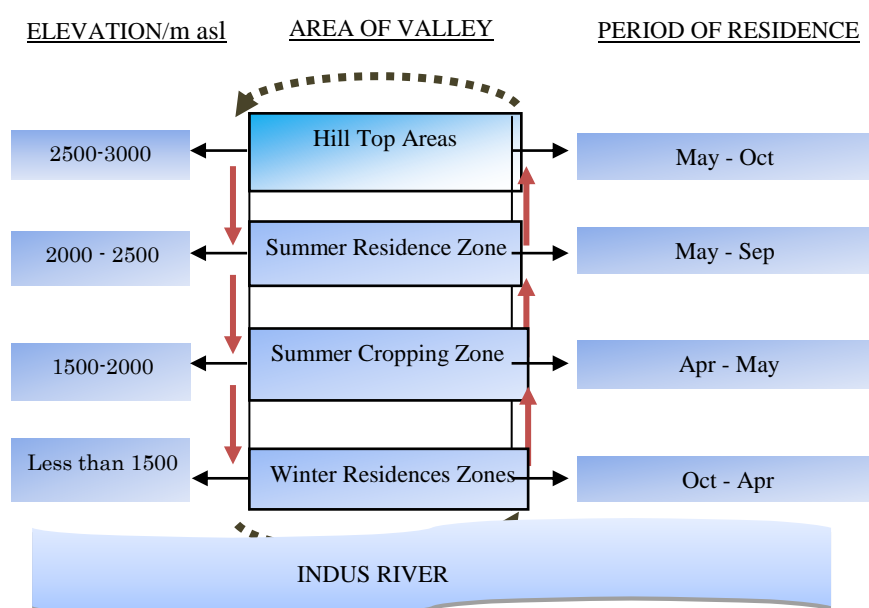 ELEVATION/m asl AREA OF VALLEY PERIOD OF RESIDENCE
2500-3000 Hill Top Areas May - Oct
2000 - 2500 Summer Residence Zone May - Sep
1500-2000 Summer Cropping Zone Apr - May
Less than 1500 Winter Residences Zones Oct - Apr
INDUS RIVER